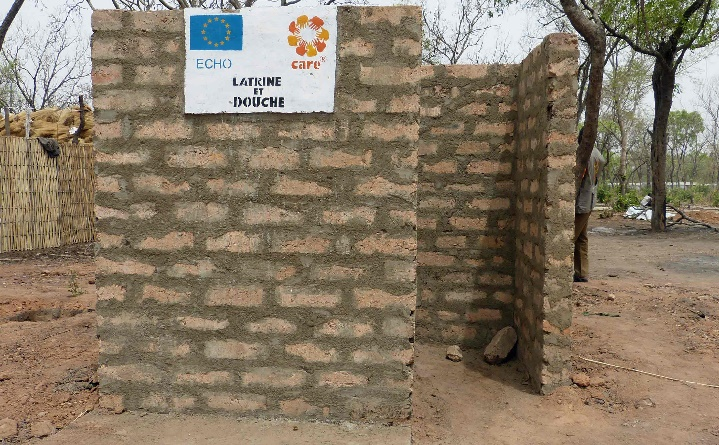 ECHO
care®
LATRINE
ET
DOUCHE